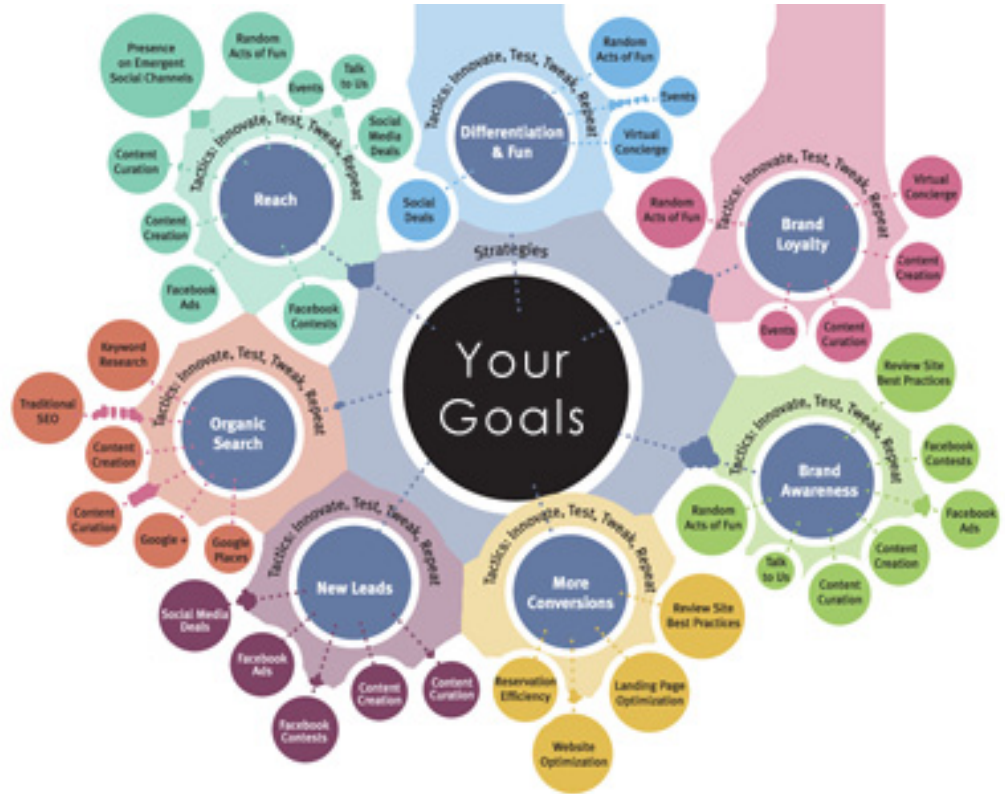 Your
Goals
Strategies
Differentiation
& Fun
Tactics: Innovate, Test, Tweak, Repeat
Random
Acts of Fun
Events
Virtual
Concierge
Social
Deals
Brand
Loyalty
Tactics: Innovate, Test, Tweak, Repeat
Random
Acts of Fun
Virtual
Concierge
Content
Creation
Content
Curation
Events
Brand
Awareness
Tactics: Innovate, Test, Tweak, Repeat
Review Site
Best Practices
Facebook
Contests
Facebook
Ads
Content
Creation
Content
Curation
Talk
to Us
Random
Acts of Fun
More
Conversions
Tactics: Innovate, Test, Tweak, Repeat
Review Site
Best Practices
Landing Page
Optimization
Website
Optimization
Reservation
Efficiency
New Leads
Tactics: Innovate, Test, Tweak, Repeat
Content
Curation
Content
Creation
Facebook
Contests
Facebook
Ads
Social Media
Deals
Organic
Search
Tactics: Innovate, Test, Tweak, Repeat
Google
Places
Google +
Content
Curation
Content
Creation
Traditional
SEO
Keyword
Research
Reach
Tactics: Innovate, Test, Tweak, Repeat
Facebook
Contests
Facebook
Ads
Content
Creation
Content
Curation
Presence
on Emergent
Social Channels
Random
Acts of Fun
Events
Talk
to Us
Social
Media
Deals